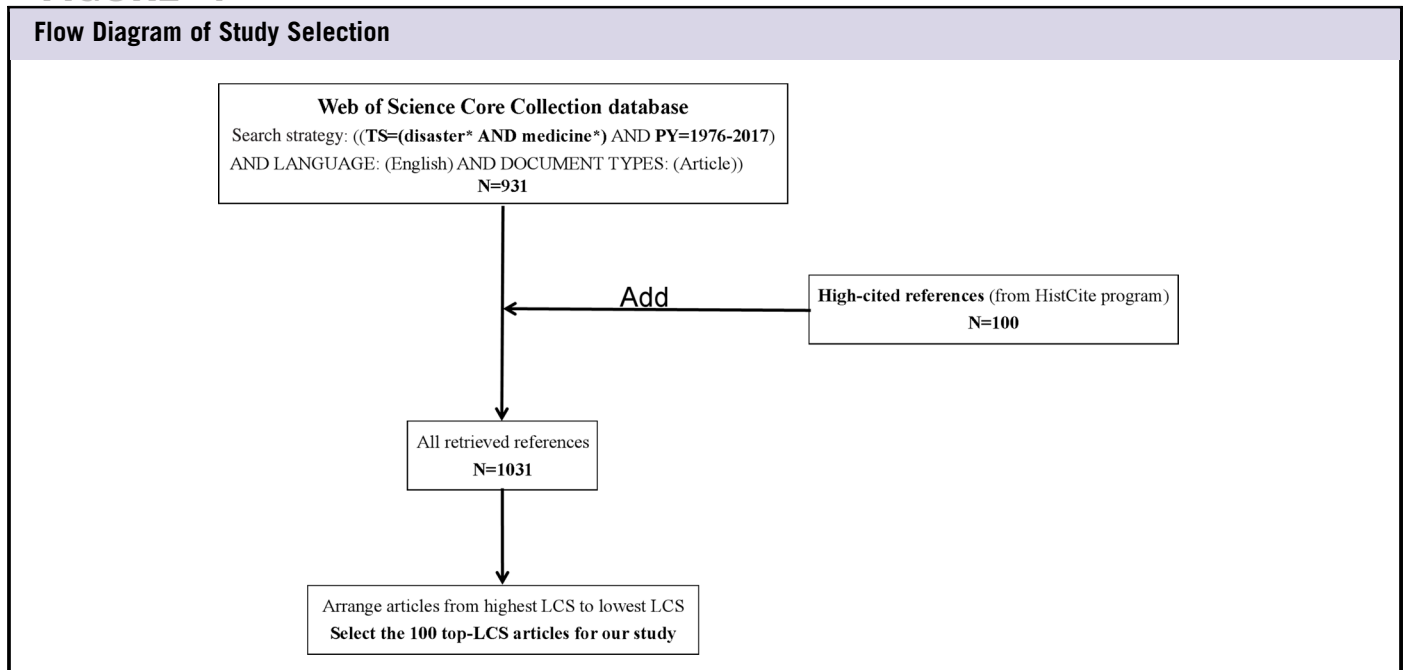 Flow Diagram of Study Selection
Web of Science Core Collection database
Search strategy: ((TS=(disaster* AND medicine*) AND PY=1976-2017)
AND LANGUAGE: (English) AND DOCUMENT TYPES: (Article))
N=931
Add
High-cited references (from HistCite program)
N=100
All retrieved references
N=1031
Arrange articles from highest LCS to lowest LCS
Select the 100 top-LCS articles for our study